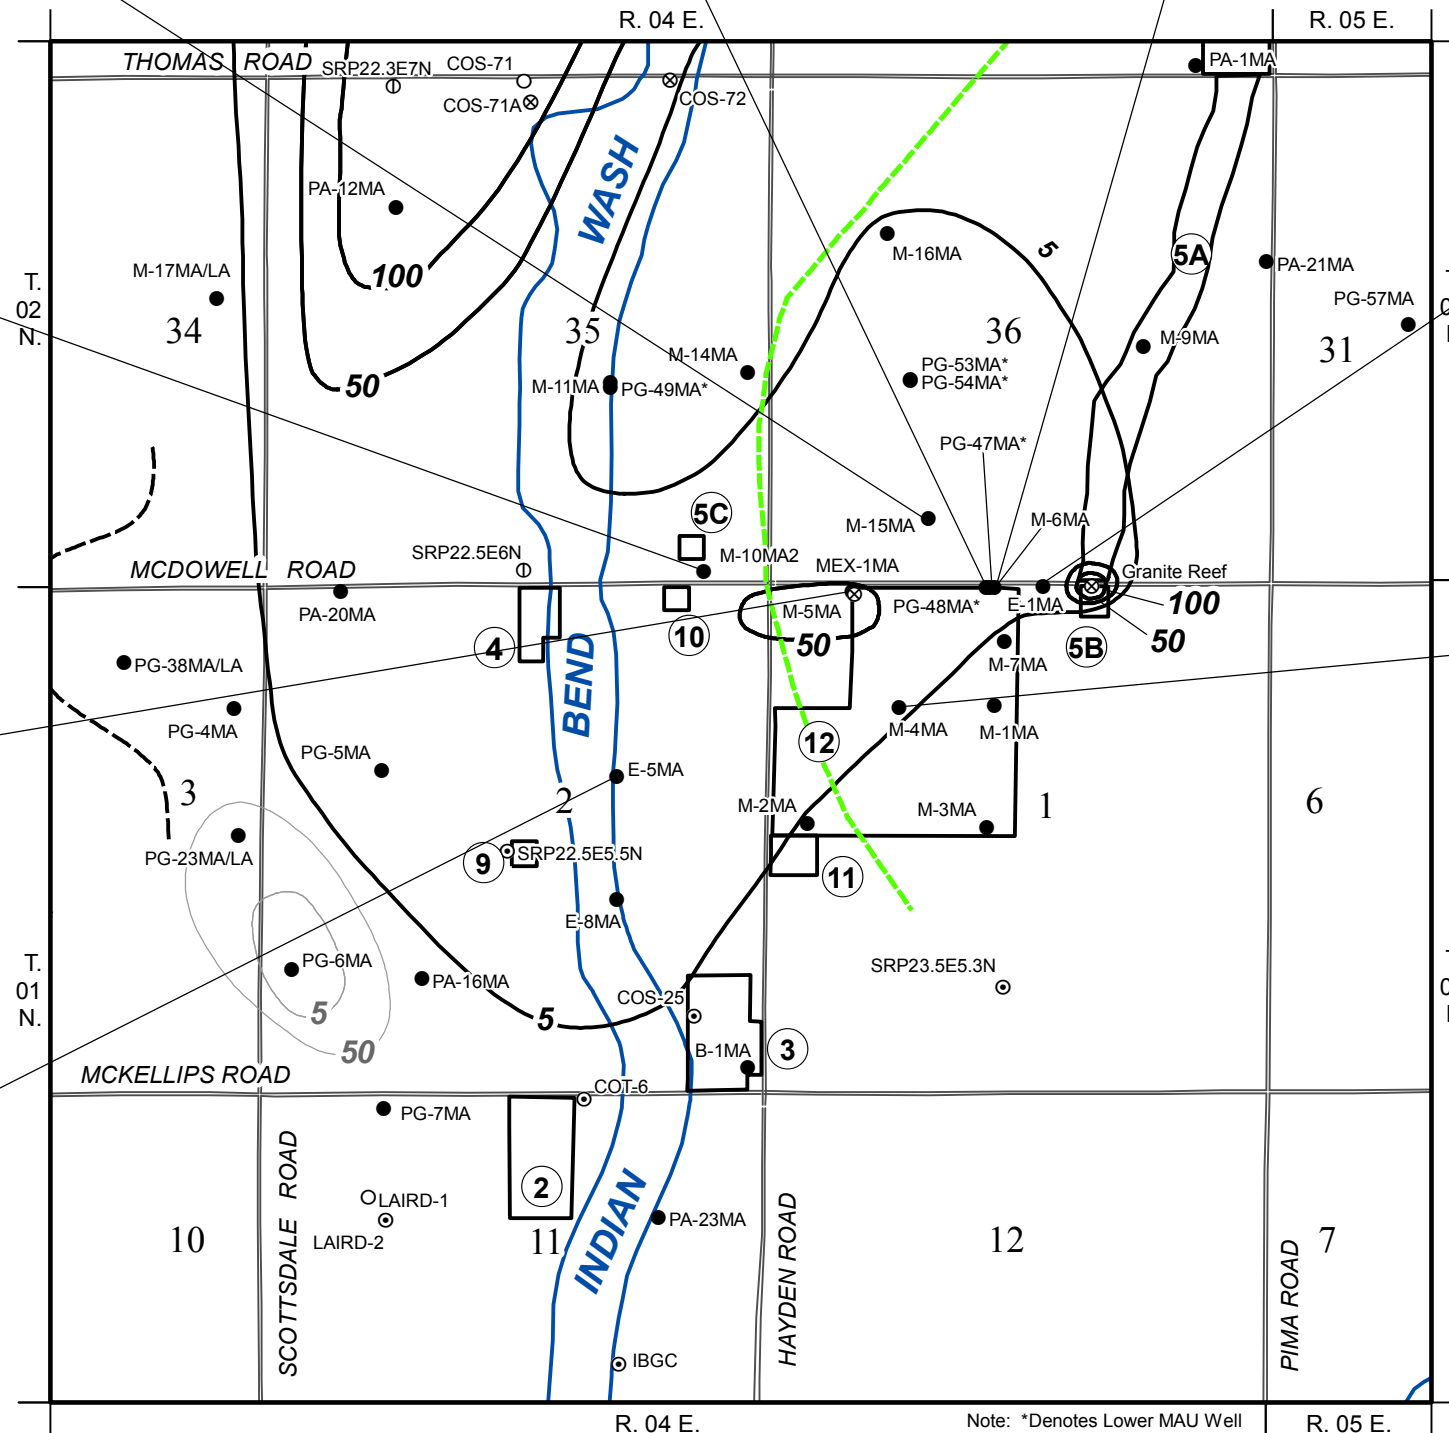 R. 04 E.
R. 05 E.
THOMAS ROAD
SRP22.3E7N
COS-71
COS-71A
COS-72
PA-1MA
WASH
PA-12MA
M-16MA
5
5A
PA-21MA
M-17MA/LA
100
T.
02
N.
34
35
36
31
PG-57MA
M-9MA
M-14MA
PG-53MA*
PG-54MA*
50
M-11MA
PG-49MA*
PG-47MA*
5C
M-15MA
M-6MA
SRP22.5E6N
M-10MA2
MEX-1MA
MCDOWELL ROAD
Granite Reef
PA-20MA
M-5MA
PG-48MA*
E-1MA
100
10
50
50
4
5B
M-7MA
PG-38MA/LA
BEND
PG-4MA
M-4MA
M-1MA
12
PG-5MA
E-5MA
3
2
M-2MA
M-3MA
1
6
PG-23MA/LA
9
SRP22.5E5.5N
11
E-8MA
T.
01
N.
PG-6MA
PA-16MA
SRP23.5E5.3N
COS-25
5
5
50
B-1MA
3
MCKELLIPS ROAD
COT-6
PG-7MA
2
LAIRD-1
LAIRD-2
PA-23MA
INDIAN
10
11
12
7
SCOTTSDALE ROAD
HAYDEN ROAD
PIMA ROAD
IBGC
R. 04 E.
Note: *Denotes Lower MAU Well
R. 05 E.